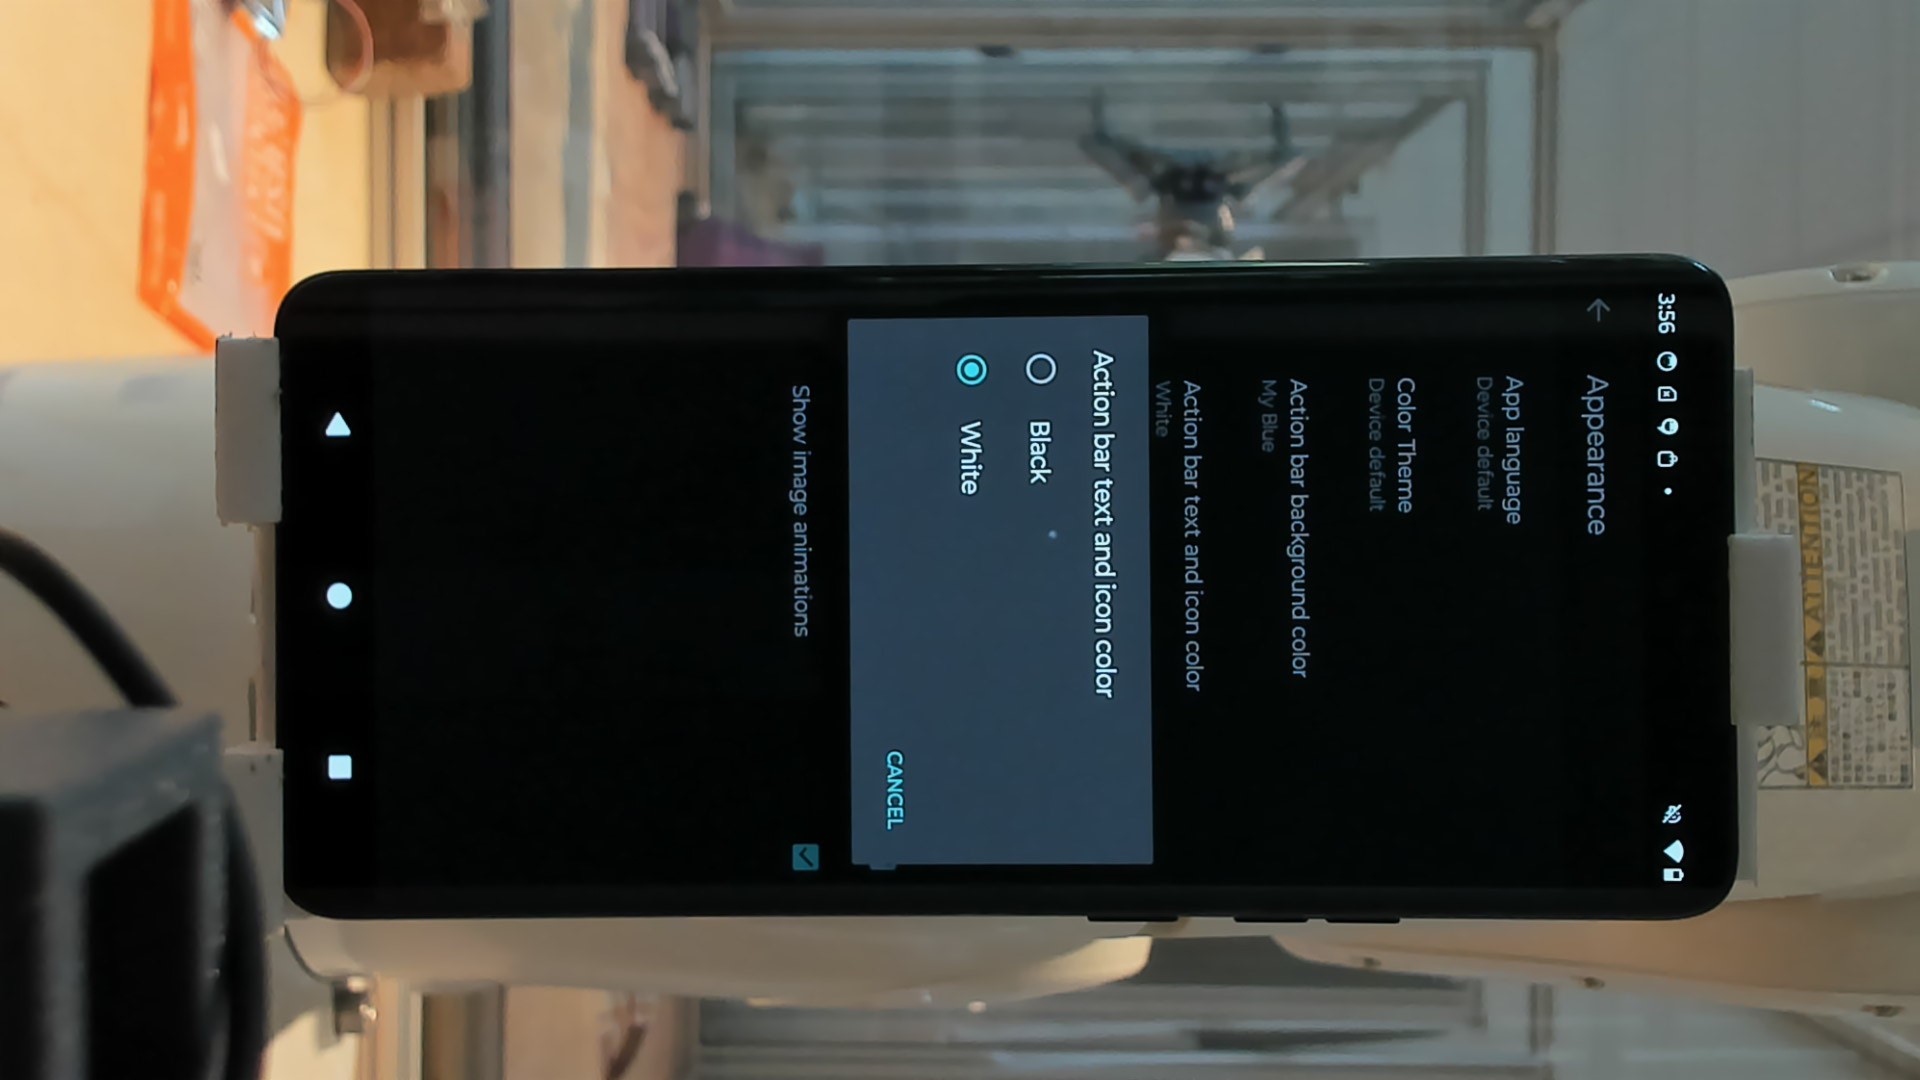 3:56
Appearance
App language
Device default
Color Theme
Device default
Action bar background color
My Blue
Action bar text and icon color
White
Action bar text and icon color
Black
White
CANCEL
Show image animations
ATTENTION